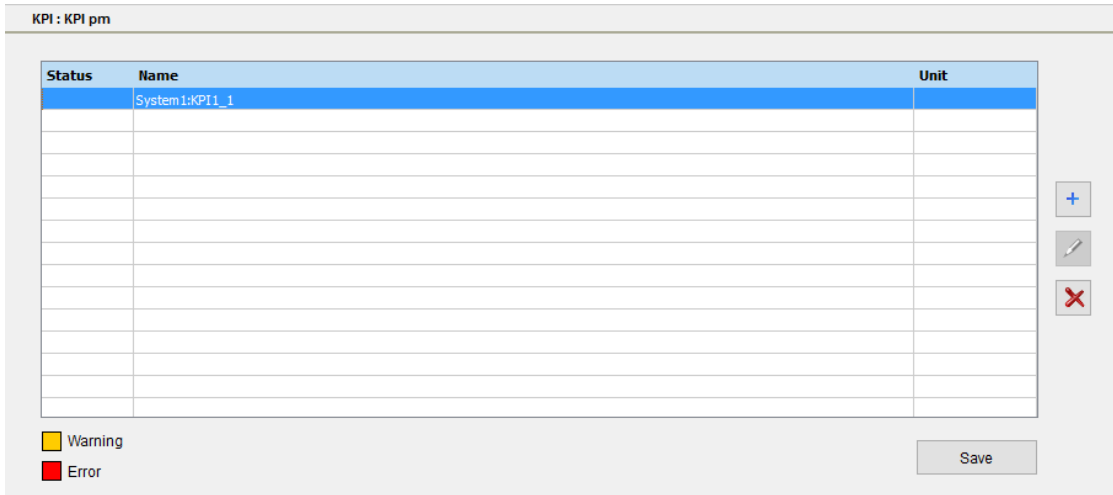 KPI : KPI pm
Status Name Unit
System1:KPI1_1
Warning
Error
Save